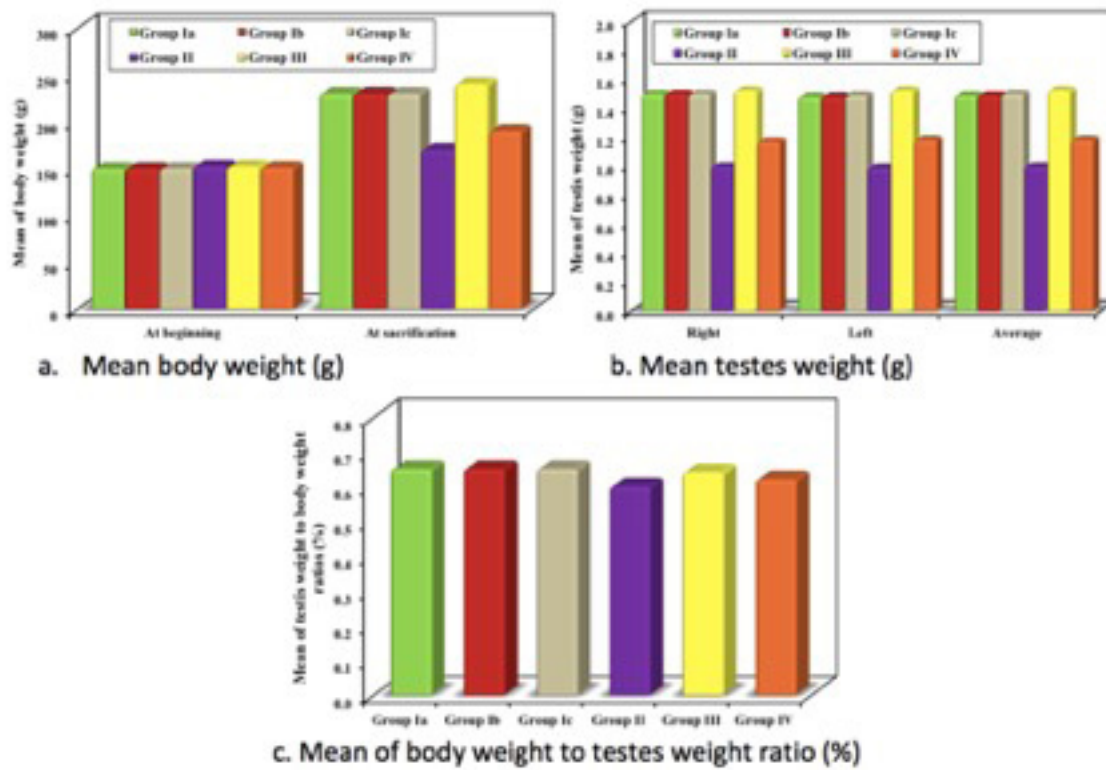 Group Ia Group Ib Group Ic
Group II Group III Group IV
Mean of body weight (g)
300
250
200
150
100
50
0
At beginning At sacrification
a. Mean body weight (g)
Group Ia Group Ib Group Ic
Group II Group III Group IV
Mean of testis weight (g)
2.0
1.8
1.6
1.4
1.2
1.0
0.8
0.6
0.4
0.2
0.0
Right Left Average
b. Mean testes weight (g)
Mean of testis weight to body weight
ratios (%)
0.8
0.7
0.6
0.5
0.4
0.3
0.2
0.1
0.0
Group Ia Group Ib Group Ic Group II Group III Group IV
c. Mean of body weight to testes weight ratio (%)